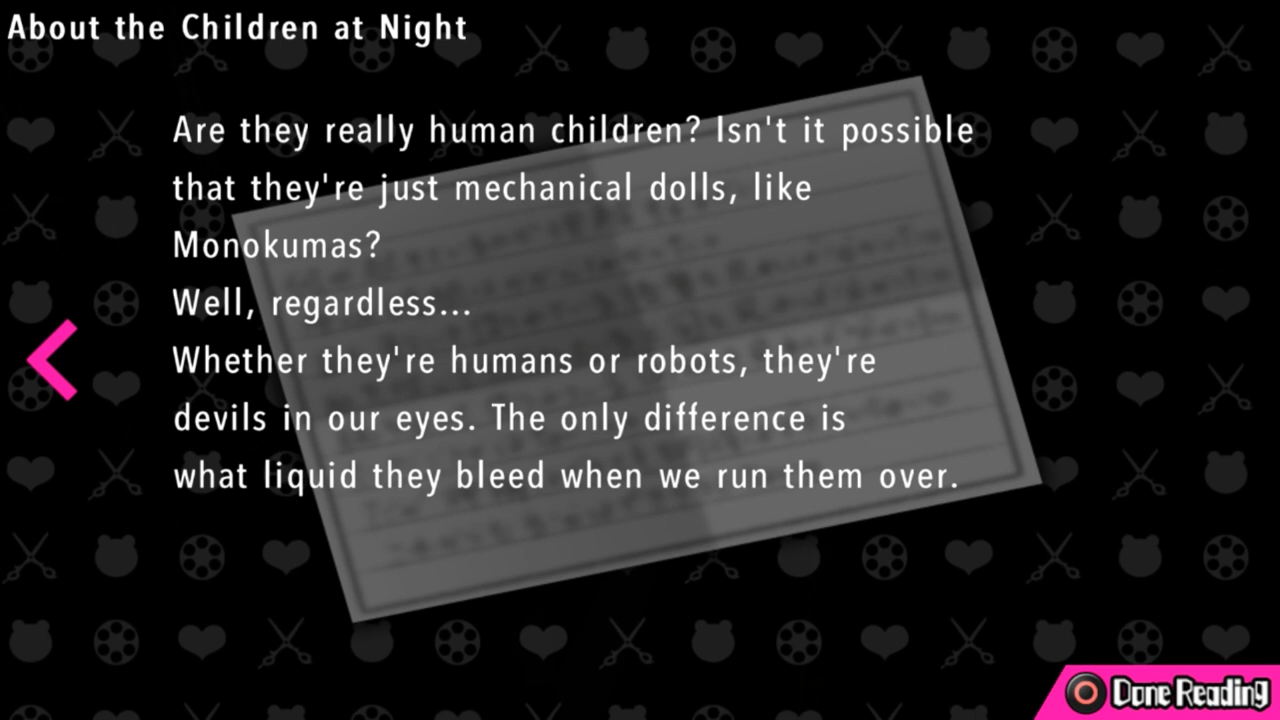 About the Children at Night
Are they really human children? Isn't it possible
that they're just mechanical dolls, like
Monokumas?
Well, regardless...
Whether they're humans or robots, they're
devils in our eyes. The only difference is
what liquid they bleed when we run them over.
Done Reading